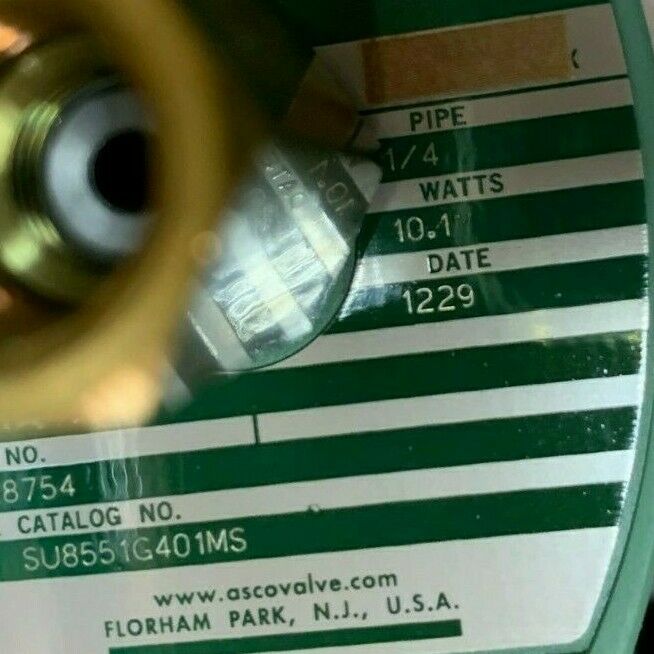 PIPE
1/4
WATTS
10.1
DATE
1229
NO.
8754
CATALOG NO.
SU8551G401MS
www.ascovalve.com
FLORHAM PARK, N.J., U.S.A.